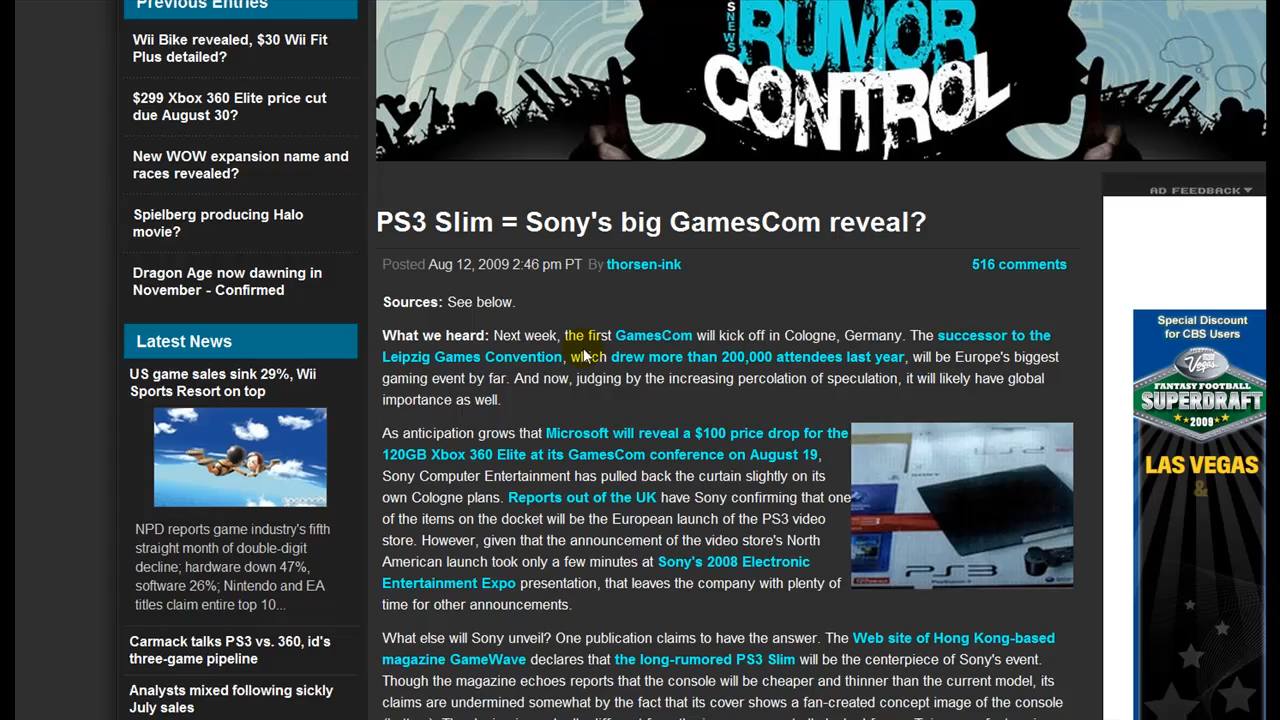 Previous Entries
Wii Bike revealed, $30 Wii Fit
Plus detailed?
$299 Xbox 360 Elite price cut
due August 30?
New WOW expansion name and
races revealed?
Spielberg producing Halo
movie?
Dragon Age now dawning in
November - Confirmed
Latest News
US game sales sink 29%, Wii
Sports Resort on top
NPD reports game industry's fifth
straight month of double-digit
decline; hardware down 47%,
software 26%; Nintendo and EA
titles claim entire top 10...
Carmack talks PS3 vs. 360, id's
three-game pipeline
Analysts mixed following sickly
July sales
NEWS
RUMOR
CONTROL
PS3 Slim = Sony's big GamesCom reveal?
Posted Aug 12, 2009 2:46 pm PT By thorsen-ink
516 comments
Sources: See below.
What we heard: Next week, the first GamesCom will kick off in Cologne, Germany. The successor to the
Leipzig Games Convention, which drew more than 200,000 attendees last year, will be Europe's biggest
gaming event by far. And now, judging by the increasing percolation of speculation, it will likely have global
importance as well.
As anticipation grows that Microsoft will reveal a $100 price drop for the
120GB Xbox 360 Elite at its GamesCom conference on August 19,
Sony Computer Entertainment has pulled back the curtain slightly on its
own Cologne plans. Reports out of the UK have Sony confirming that one
of the items on the docket will be the European launch of the PS3 video
store. However, given that the announcement of the video store's North
American launch took only a few minutes at Sony's 2008 Electronic
Entertainment Expo presentation, that leaves the company with plenty of
time for other announcements.
PS3
What else will Sony unveil? One publication claims to have the answer. The Web site of Hong Kong-based
magazine GameWave declares that the long-rumored PS3 Slim will be the centerpiece of Sony's event.
Though the magazine echoes reports that the console will be cheaper and thinner than the current model, its
claims are undermined somewhat by the fact that its cover shows a fan-created concept image of the console
AD FEEDBACK
Special Discount
for CBS Users
Vegas
FANTASY FOOTBALL
SUPERDRAFT
2009
LAS VEGAS
&